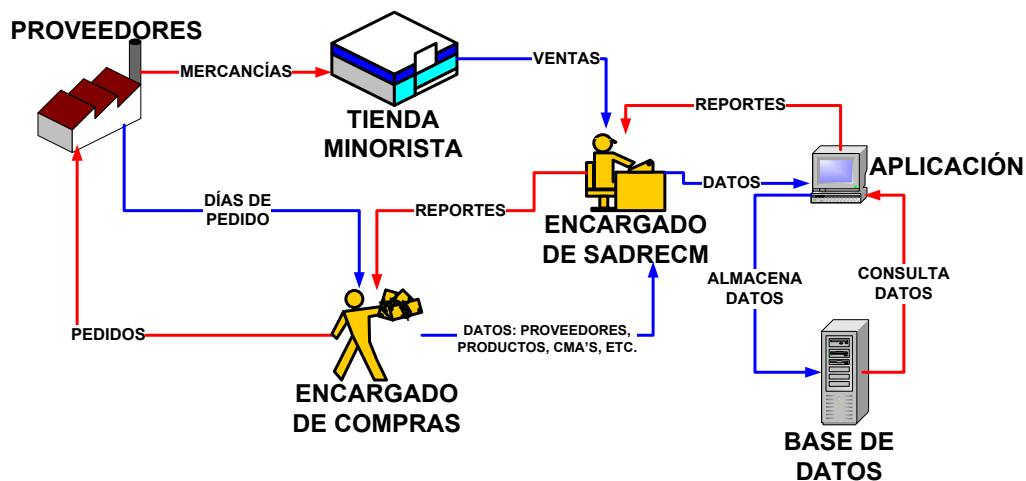 PROVEEDORES
MERCANCÍAS
TIENDA
MINORISTA
VENTAS
REPORTES
APLICACIÓN
DATOS
DÍAS DE
PEDIDO
REPORTES
ENCARGADO
DE SADRECM
ALMACENA
DATOS
CONSULTA
DATOS
PEDIDOS
DATOS: PROVEEDORES,
PRODUCTOS, CMA'S, ETC.
ENCARGADO
DE COMPRAS
BASE DE
DATOS